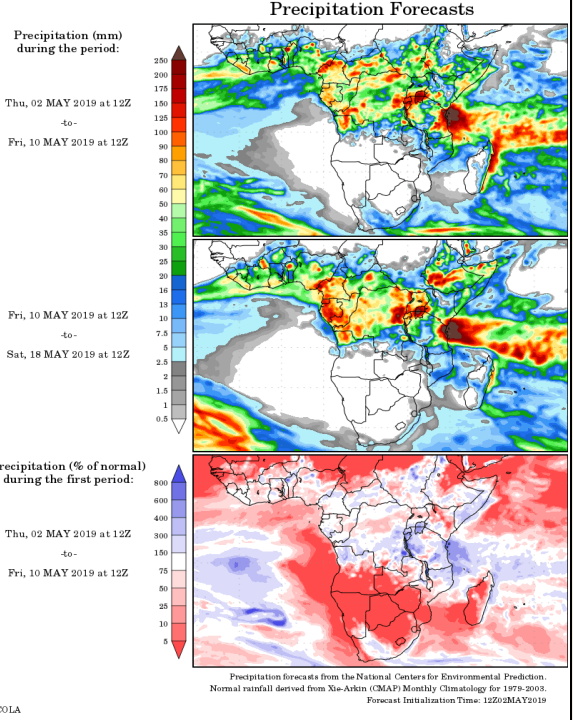 Precipitation Forecasts
Precipitation (mm)
during the period:
Thu, 02 MAY 2019 at 12Z
-to-
Fri, 10 MAY 2019 at 12Z
250
200
175
150
125
100
90
80
70
60
50
40
35
30
25
20
16
13
10
7.5
5
2.5
2
1.5
1
0.5
Fri, 10 MAY 2019 at 12Z
-to-
Sat, 18 MAY 2019 at 12Z
recipitation (% of normal)
during the first period:
800
600
400
300
150
75
50
25
10
5
Thu, 02 MAY 2019 at 12Z
-to-
Fri, 10 MAY 2019 at 12Z
Precipitation forecasts from the National Centers for Environmental Prediction.
Normal rainfall derived from Xie-Arkin (CMAP) Monthly Climatology for 1979-2003.
Forecast Initialization Time: 12Z02MAY2019
COLA